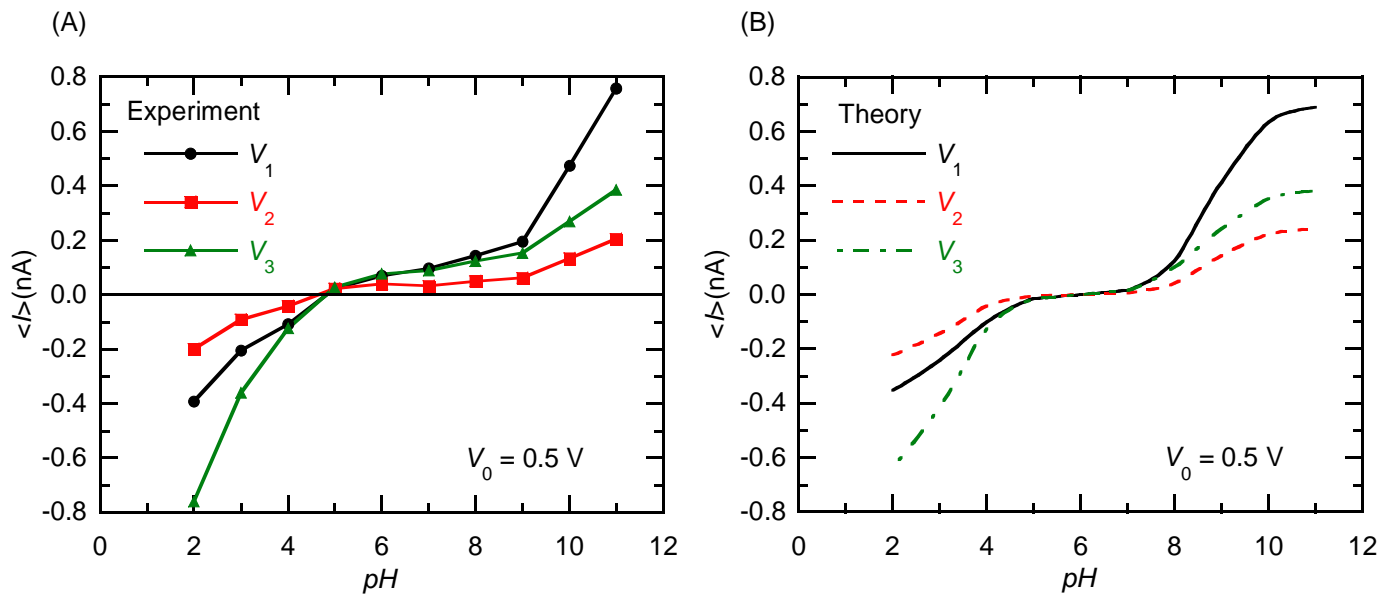 (A)
<I>(nA)
0.8
0.6
0.4
0.2
0.0
-0.2
-0.4
-0.6
-0.8
Experiment
V1
V2
V3
V0 = 0.5 V
0 2 4 6 8 10 12
pH
(B)
<I>(nA)
0.8
0.6
0.4
0.2
0.0
-0.2
-0.4
-0.6
-0.8
Theory
V1
V2
V3
V0 = 0.5 V
0 2 4 6 8 10 12
pH